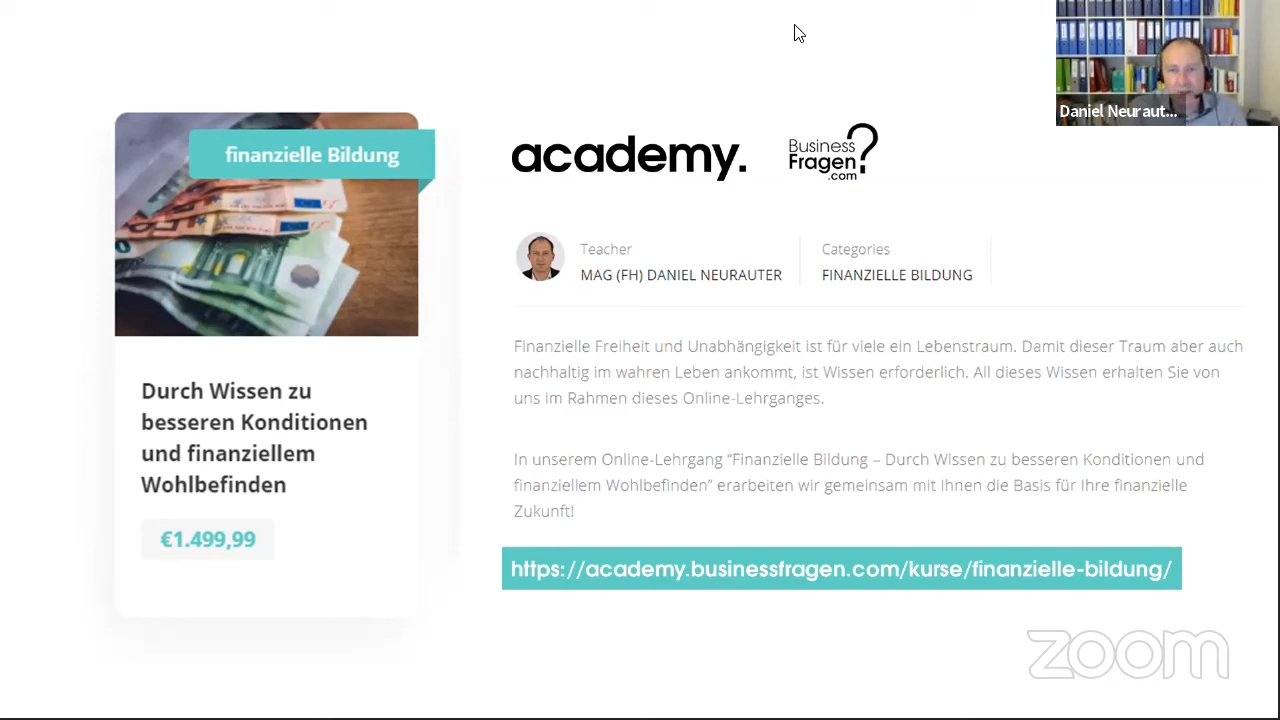 Daniel Neuraut...
finanzielle Bildung
academy.
Business
Fragen?
.com
Teacher
MAG (FH) DANIEL NEURAUTER
Categories
FINANZIELLE BILDUNG
Finanzielle Freiheit und Unabhängigkeit ist für viele ein Lebenstraum. Damit dieser Traum aber auch
nachhaltig im wahren Leben ankommt, ist Wissen erforderlich. All dieses Wissen erhalten Sie von
uns im Rahmen dieses Online-Lehrganges.
Durch Wissen zu
besseren Konditionen
und finanziellem
Wohlbefinden
€1.499,99
In unserem Online-Lehrgang “Finanzielle Bildung – Durch Wissen zu besseren Konditionen und
finanziellem Wohlbefinden” erarbeiten wir gemeinsam mit Ihnen die Basis für Ihre finanzielle
Zukunft!
https://academy.businessfragen.com/kurse/finanzielle-bildung/
zoom